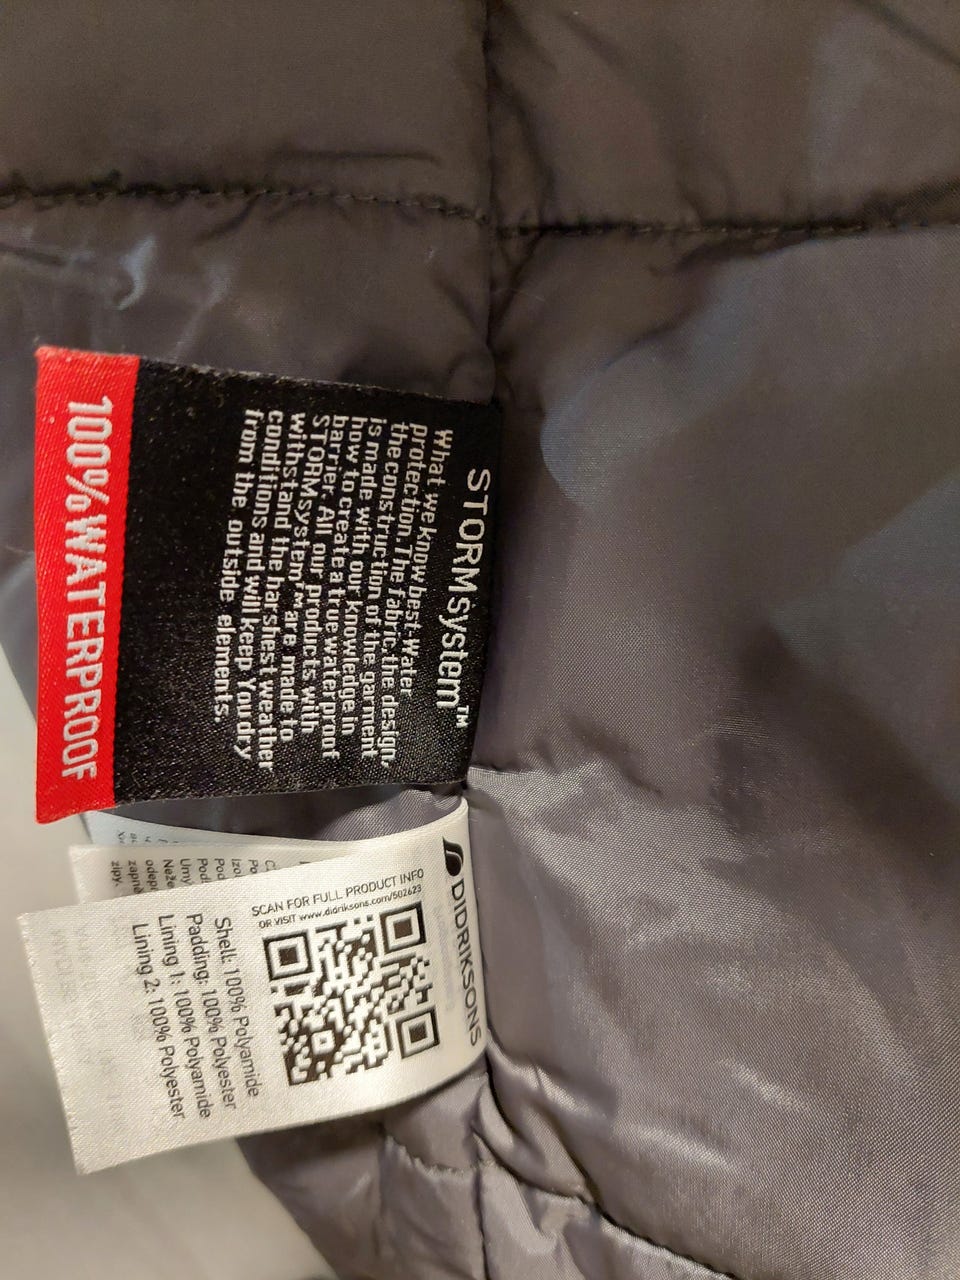 STORMsystem™
What we know best-water
protection. The fabric, the design,
the construction of the garment
is made with our knowledge in
how to create a true waterproof
barrier. All our products with
STORMsystem™ are made to
withstand the harshest weather
conditions and will keep You dry
from the outside elements.
100% WATERPROOF
DIDRIKSONS
SCAN FOR FULL PRODUCT INFO
OR VISIT www.didriksons.com/502623
Shell: 100% Polyamide
Padding: 100% Polyester
Lining 1: 100% Polyamide
Lining 2: 100% Polyester
zipy.